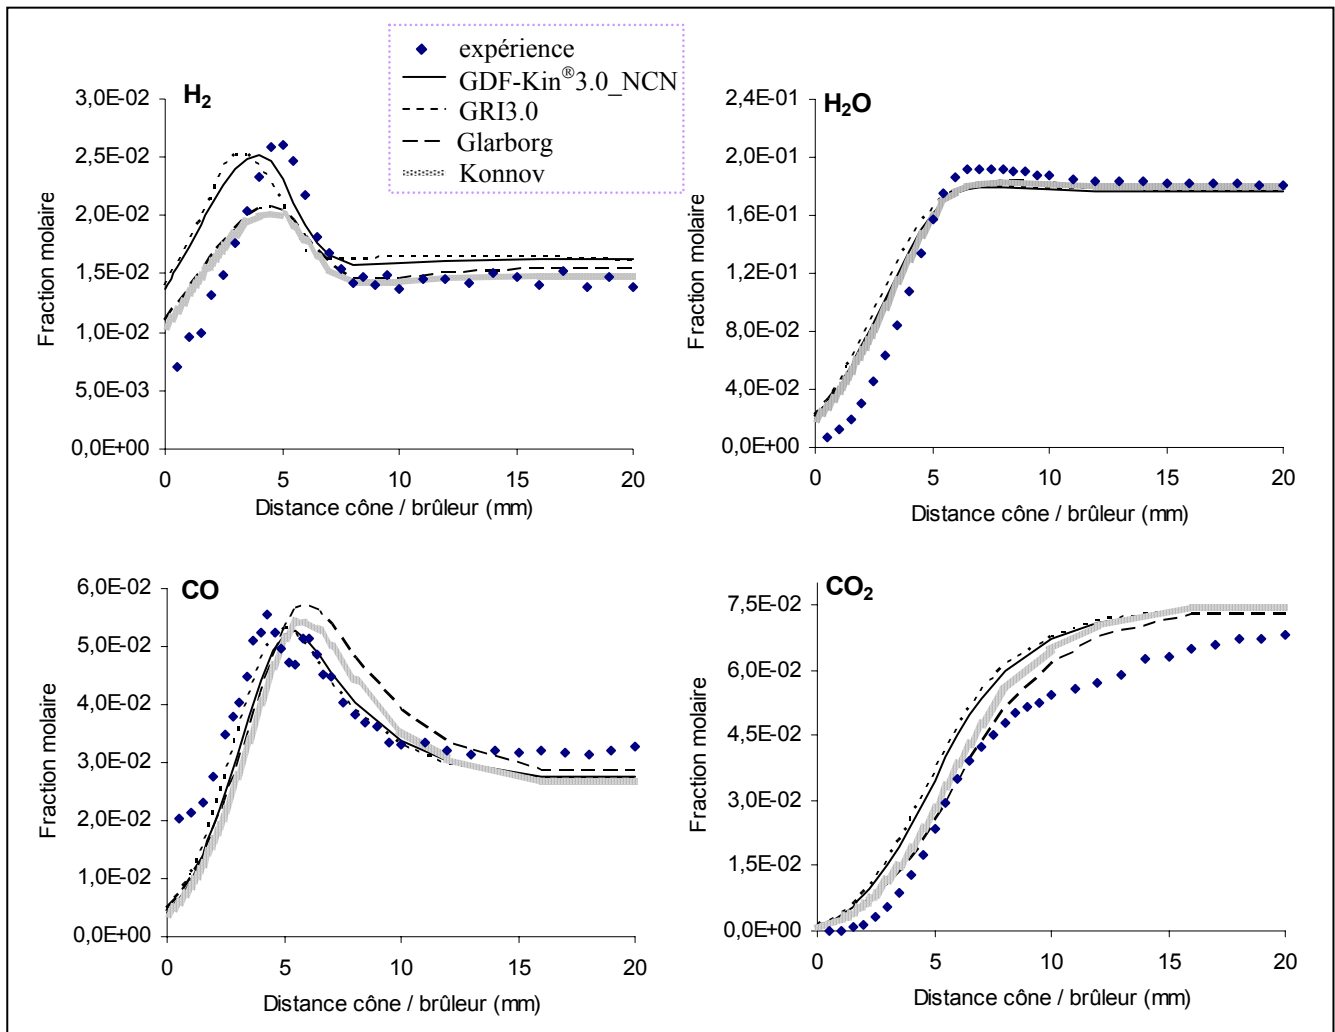 expérience
GDF-Kin®3.0_NCN
GRI3.0
Glarborg
Konnov
H2
3,0E-02
2,5E-02
2,0E-02
1,5E-02
1,0E-02
5,0E-03
0,0E+00
Fraction molaire
0 5 10 15 20
Distance cône / brûleur (mm)
H2O
2,4E-01
2,0E-01
1,6E-01
1,2E-01
8,0E-02
4,0E-02
0,0E+00
Fraction molaire
0 5 10 15 20
Distance cône / brûleur (mm)
CO
6,0E-02
5,0E-02
4,0E-02
3,0E-02
2,0E-02
1,0E-02
0,0E+00
Fraction molaire
0 5 10 15 20
Distance cône / brûleur (mm)
CO2
7,5E-02
6,0E-02
4,5E-02
3,0E-02
1,5E-02
0,0E+00
Fraction molaire
0 5 10 15 20
Distance cône / brûleur (mm)